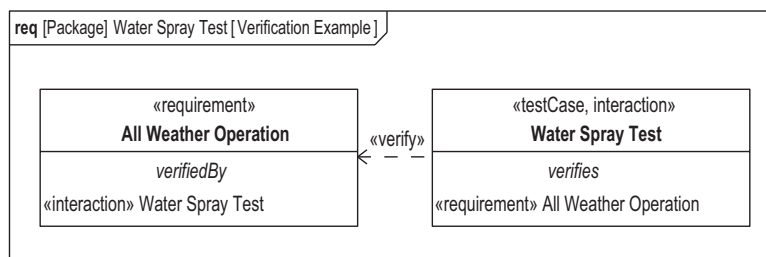 req [Package] Water Spray Test [ Verification Example ]
«requirement»
All Weather Operation
verifiedBy
«interaction» Water Spray Test
«verify»
«testCase, interaction»
Water Spray Test
verifies
«requirement» All Weather Operation